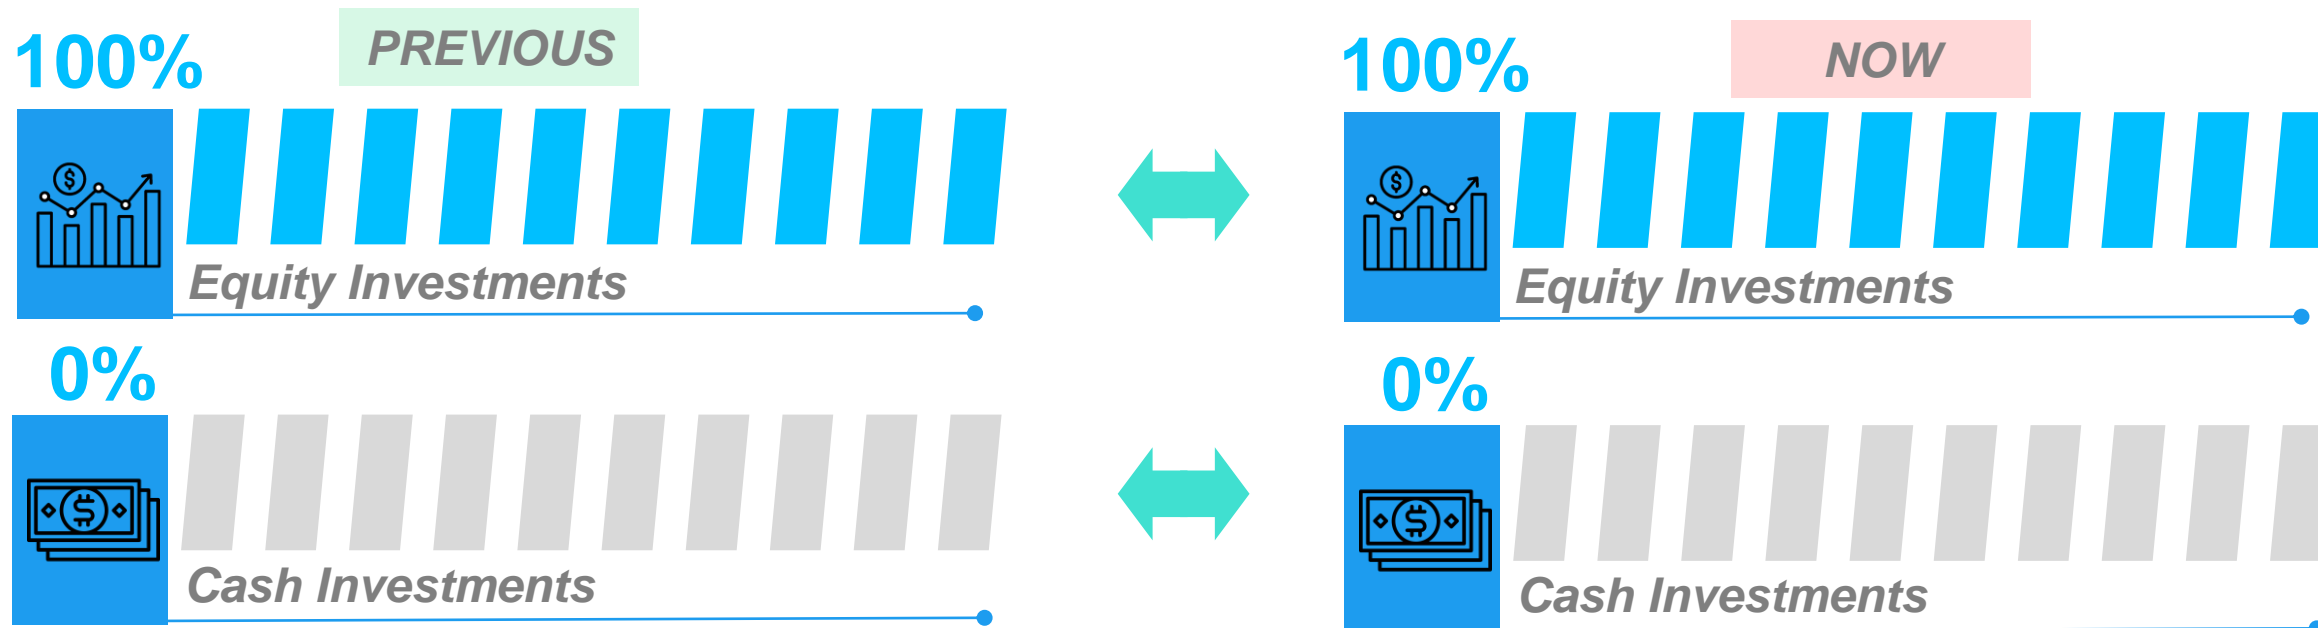 PREVIOUS
100%
Equity Investments
0%
Cash Investments
NOW
100%
Equity Investments
0%
Cash Investments